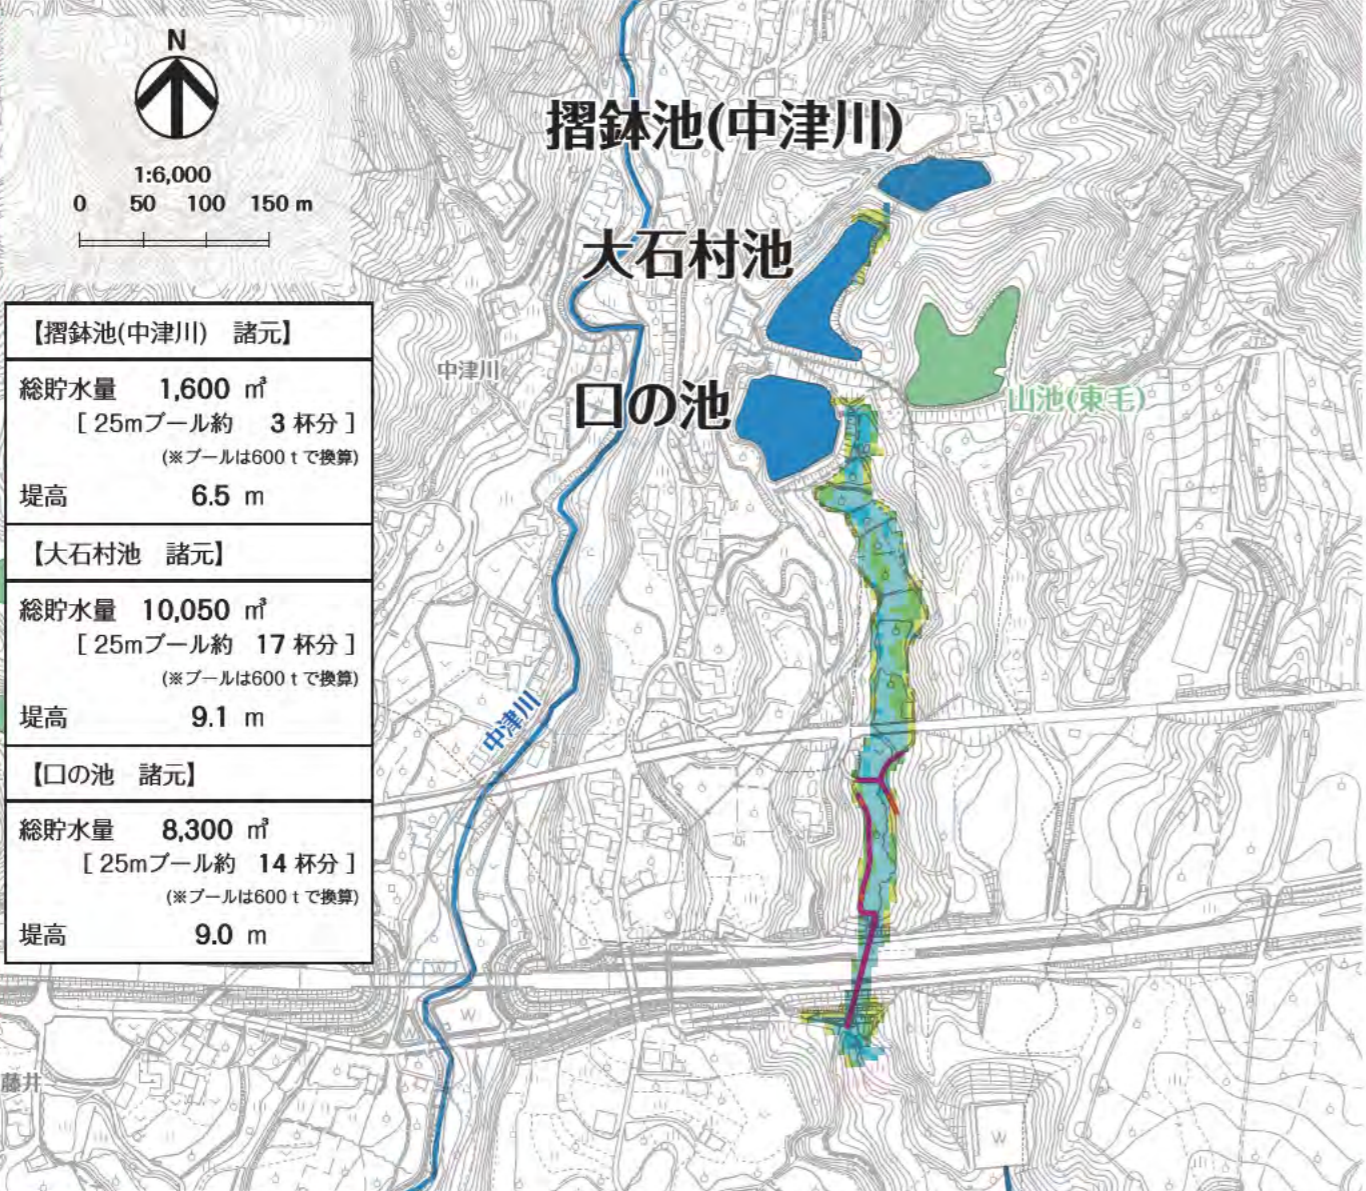 N
1:6,000
0 50 100 150 m
摺鉢池(中津川)
大石村池
口の池
山池(東毛)
中津川
中津川
藤井
W
W
W
【摺鉢池(中津川) 諸元】
総貯水量 1,600 ㎥
[ 25mプール約 3 杯分 ]
(※プールは600 t で換算)
堤高 6.5 m
【大石村池 諸元】
総貯水量 10,050 ㎥
[ 25mプール約 17 杯分 ]
(※プールは600 t で換算)
堤高 9.1 m
【口の池 諸元】
総貯水量 8,300 ㎥
[ 25mプール約 14 杯分 ]
(※プールは600 t で換算)
堤高 9.0 m